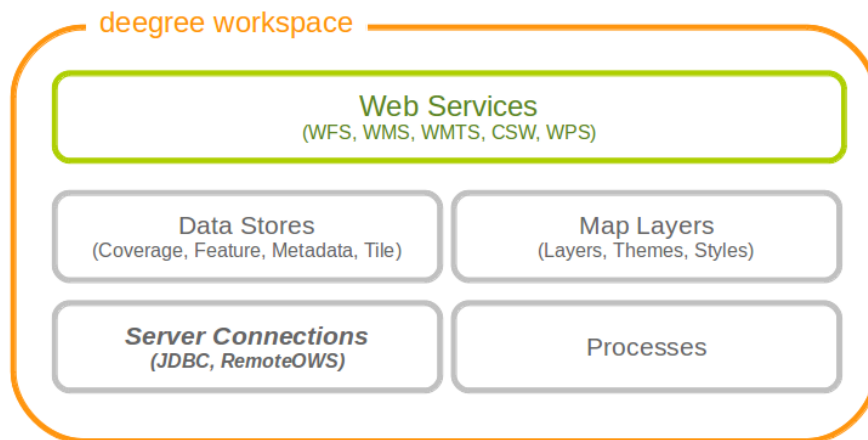 deegree workspace
Web Services
(WFS, WMS, WMTS, CSW, WPS)
Data Stores
(Coverage, Feature, Metadata, Tile)
Map Layers
(Layers, Themes, Styles)
Server Connections
(JDBC, RemoteOWS)
Processes